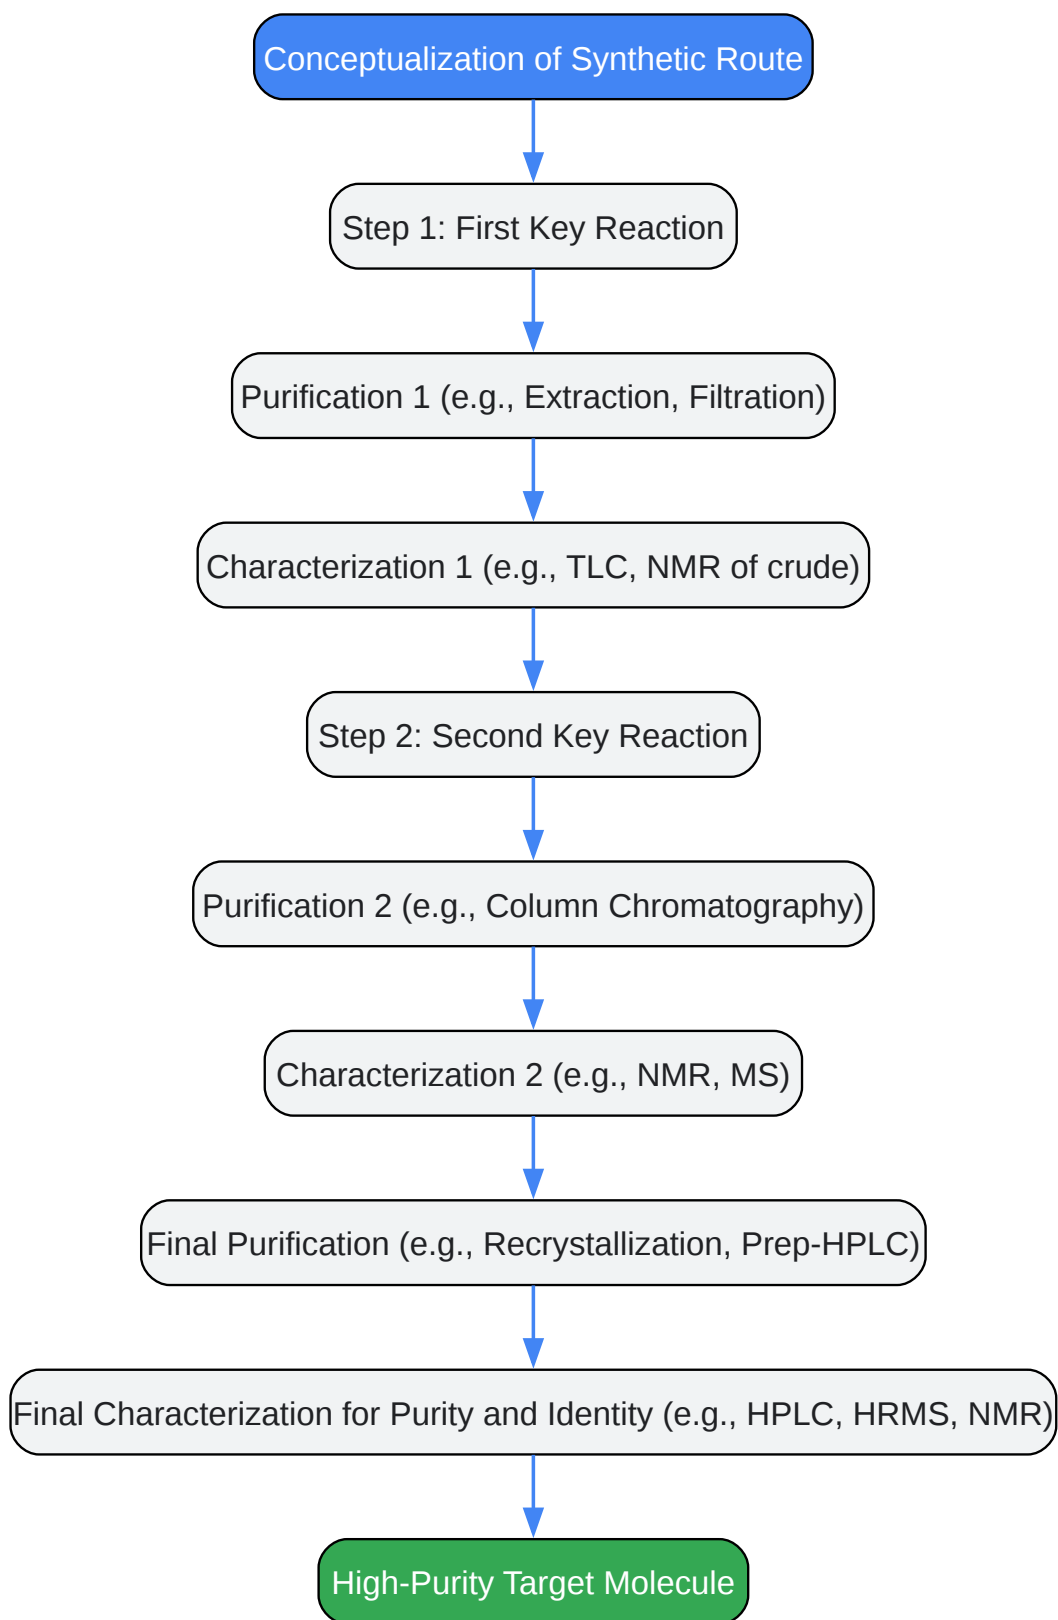 Conceptualization of Synthetic Route
Step 1: First Key Reaction
Purification 1 (e.g., Extraction, Filtration)
Characterization 1 (e.g., TLC, NMR of crude)
Step 2: Second Key Reaction
Purification 2 (e.g., Column Chromatography)
Characterization 2 (e.g., NMR, MS)
Final Purification (e.g., Recrystallization, Prep-HPLC)
Final Characterization for Purity and Identity (e.g., HPLC, HRMS, NMR)
High-Purity Target Molecule